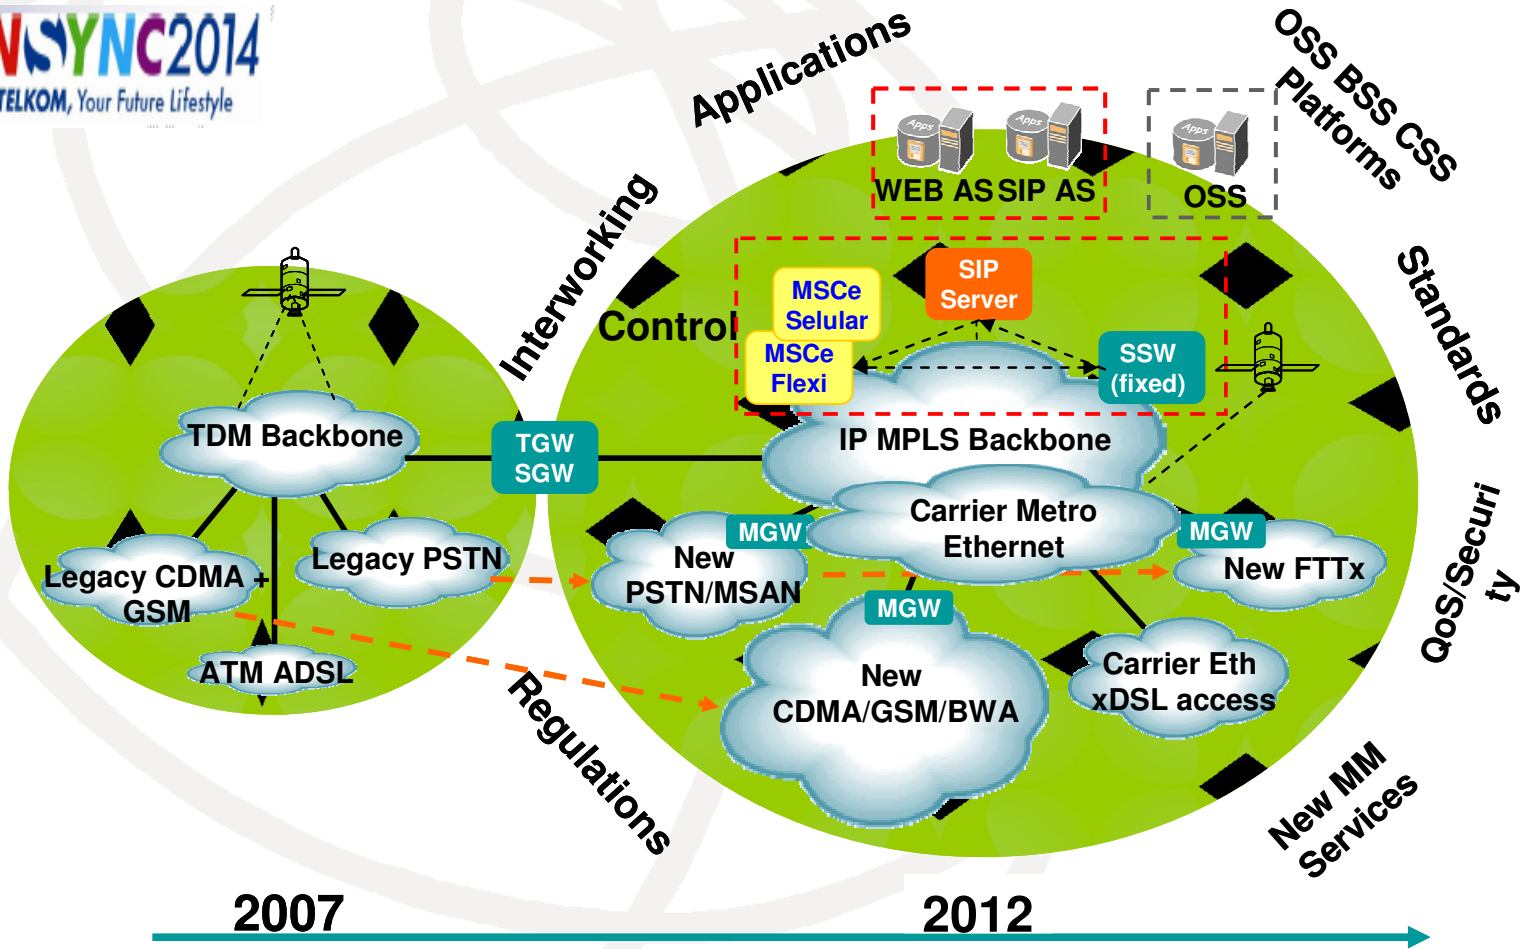 NSYNC2014
TELKOM, Your Future Lifestyle
Applications
OSS BSS CSS
Platforms
Apps
Apps
Apps
WEB AS
SIP AS
OSS
Interworking
Standards
Control
MSCe
Selular
SIP
Server
MSCe
Flexi
SSW
(fixed)
TDM Backbone
TGW
SGW
IP MPLS Backbone
Carrier Metro
Ethernet
MGW
MGW
Legacy PSTN
Legacy CDMA +
GSM
New
PSTN/MSAN
New FTTx
QoS/Securi
ty
MGW
ATM ADSL
New
CDMA/GSM/BWA
Carrier Eth
xDSL access
Regulations
New MM
Services
2007
2012